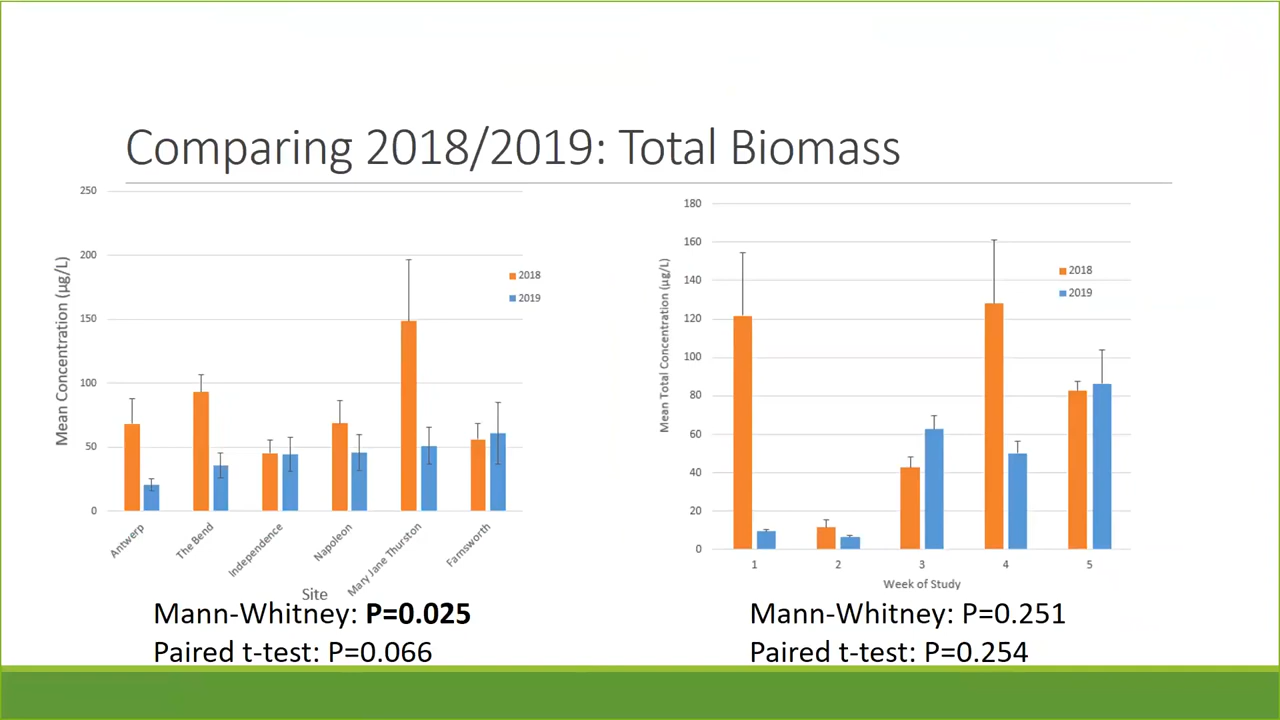 Comparing 2018/2019: Total Biomass
250
200
150
100
50
0
Mean Concentration (µg/L)
2018
2019
Antwerp
The Bend
Independence
Napoleon
Mary Jane Thurston
Farnsworth
Site
Mann-Whitney: P=0.025
Paired t-test: P=0.066
180
160
140
120
100
80
60
40
20
0
Mean Total Concentration (µg/L)
2018
2019
1 2 3 4 5
Week of Study
Mann-Whitney: P=0.251
Paired t-test: P=0.254